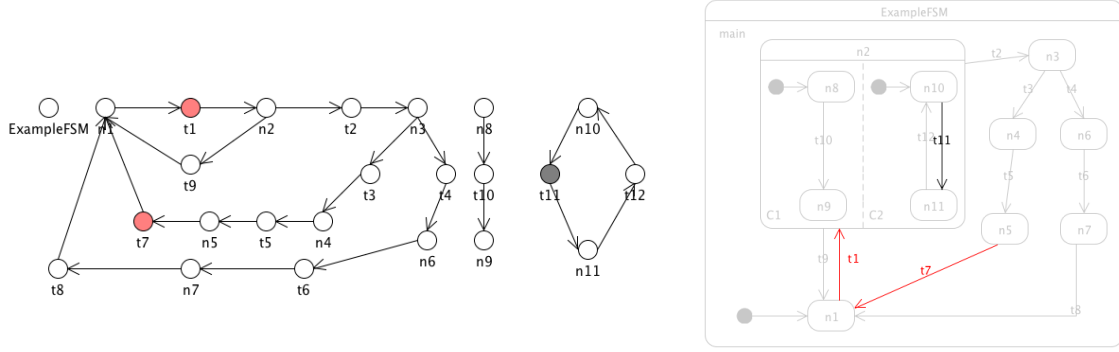 ExampleFSM
n1
t1
n2
t2
n3
n8
n10
t9
t3
t4
t10
t11
t12
t7
n5
t5
n4
n6
n9
n11
t8
n7
t6
ExampleFSM
main
n2
t2
n3
n8
n10
t3
t4
t10
t12
t11
n4
n6
t5
t6
n9
n11
C1
C2
n5
n7
t9
t1
t7
n1
t8